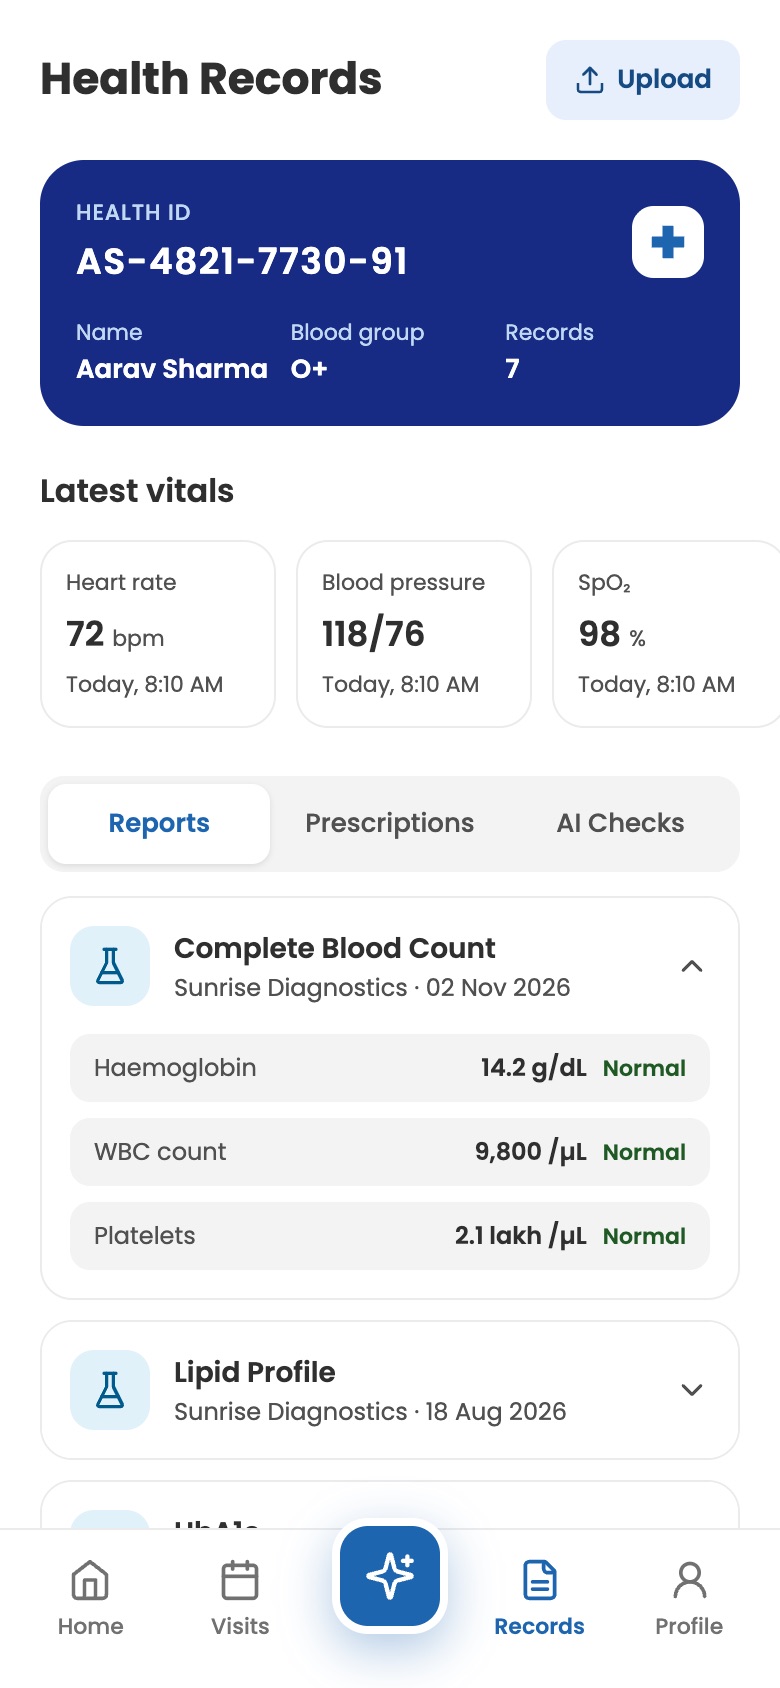 Health Records
Upload
HEALTH ID
AS-4821-7730-91
Name Blood group Records
Aarav Sharma O+ 7
Latest vitals
Heart rate
72 bpm
Today, 8:10 AM
Blood pressure
118/76
Today, 8:10 AM
SpO₂
98 %
Today, 8:10 AM
Reports Prescriptions AI Checks
Complete Blood Count
Sunrise Diagnostics · 02 Nov 2026
Haemoglobin 14.2 g/dL Normal
WBC count 9,800 /µL Normal
Platelets 2.1 lakh /µL Normal
Lipid Profile
Sunrise Diagnostics · 18 Aug 2026
HbA1c
Home Visits Records Profile